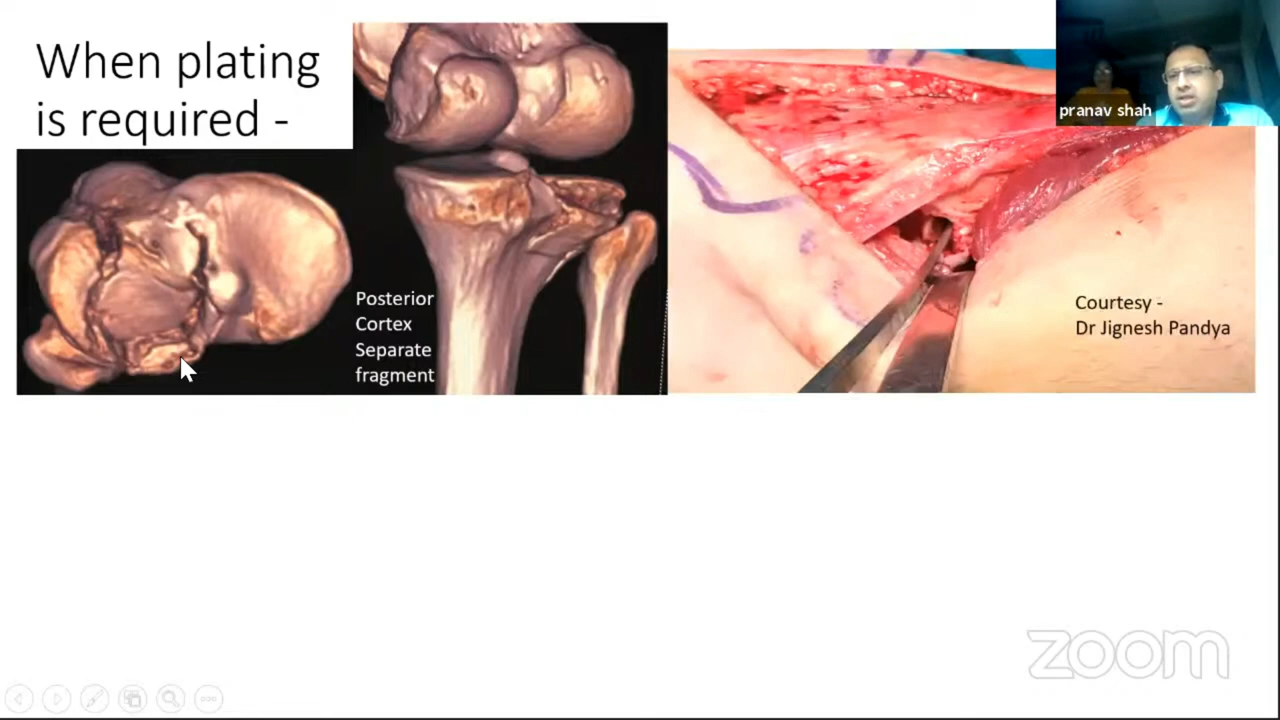 When plating
is required -
pranav shah
Posterior
Cortex
Separate
fragment
Courtesy -
Dr Jignesh Pandya
zoom